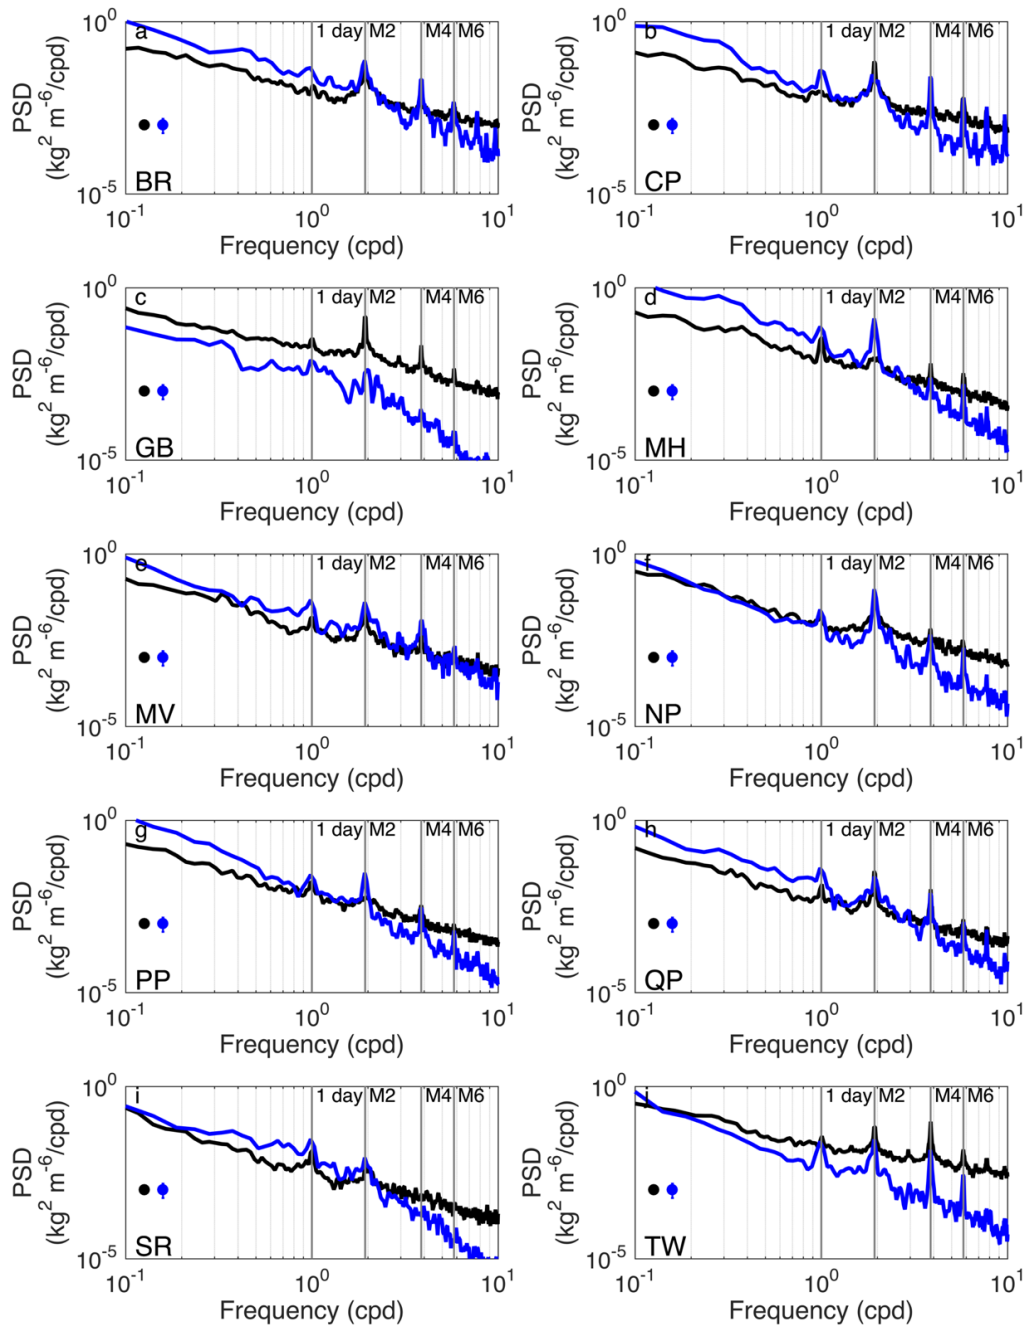 10^0 a 1 day M2 M4 M6
PSD (kg^2 m^-6/cpd)
BR
10^-5
10^-1 10^0 10^1
Frequency (cpd)
10^0 b 1 day M2 M4 M6
PSD (kg^2 m^-6/cpd)
CP
10^-5
10^-1 10^0 10^1
Frequency (cpd)
10^0 c 1 day M2 M4 M6
PSD (kg^2 m^-6/cpd)
GB
10^-5
10^-1 10^0 10^1
Frequency (cpd)
10^0 d 1 day M2 M4 M6
PSD (kg^2 m^-6/cpd)
MH
10^-5
10^-1 10^0 10^1
Frequency (cpd)
10^0 e 1 day M2 M4 M6
PSD (kg^2 m^-6/cpd)
MV
10^-5
10^-1 10^0 10^1
Frequency (cpd)
10^0 f 1 day M2 M4 M6
PSD (kg^2 m^-6/cpd)
NP
10^-5
10^-1 10^0 10^1
Frequency (cpd)
10^0 g 1 day M2 M4 M6
PSD (kg^2 m^-6/cpd)
PP
10^-5
10^-1 10^0 10^1
Frequency (cpd)
10^0 h 1 day M2 M4 M6
PSD (kg^2 m^-6/cpd)
QP
10^-5
10^-1 10^0 10^1
Frequency (cpd)
10^0 i 1 day M2 M4 M6
PSD (kg^2 m^-6/cpd)
SR
10^-5
10^-1 10^0 10^1
Frequency (cpd)
10^0 j 1 day M2 M4 M6
PSD (kg^2 m^-6/cpd)
TW
10^-5
10^-1 10^0 10^1
Frequency (cpd)